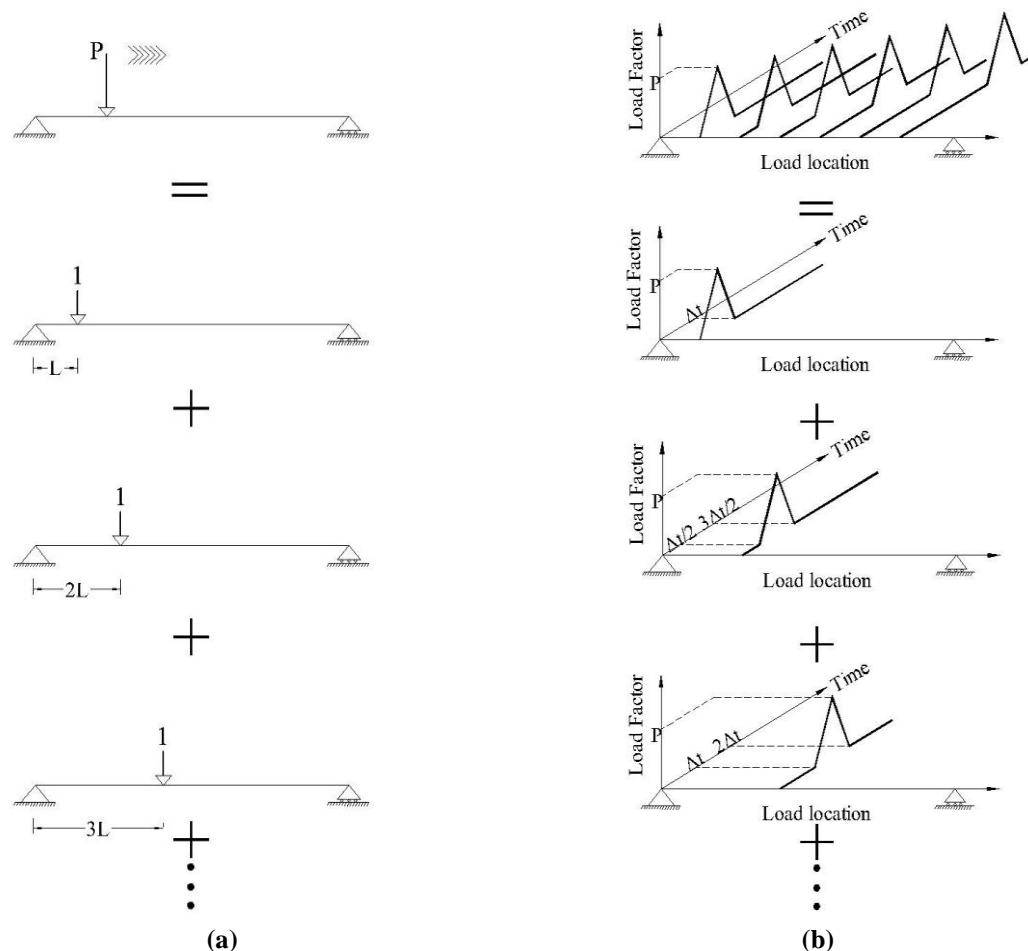 P
1
L
1
2L
1
3L
(a)
Load Factor
P
Time
Load location
Load Factor
P
Δt
Time
Load location
Load Factor
P
Δt/2 3Δt/2
Time
Load location
Load Factor
P
Δt 2Δt
Time
Load location
(b)